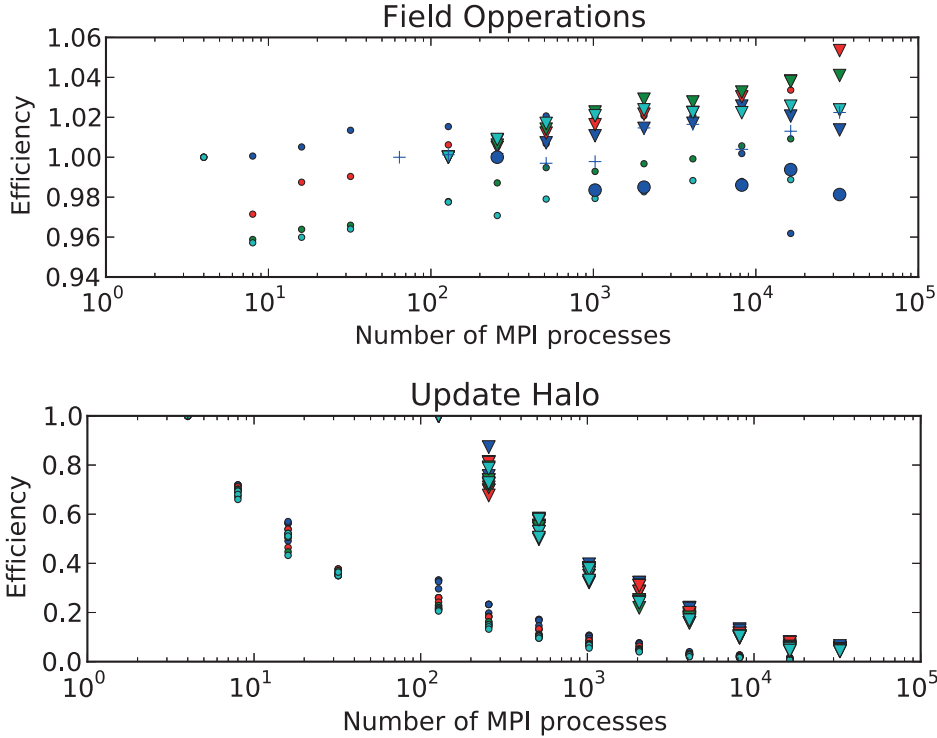 Field Opperations
1.06
1.04
1.02
1.00
0.98
0.96
0.94
Efficiency
10^0 10^1 10^2 10^3 10^4 10^5
Number of MPI processes
Update Halo
1.0
0.8
0.6
0.4
0.2
0.0
Efficiency
10^0 10^1 10^2 10^3 10^4 10^5
Number of MPI processes